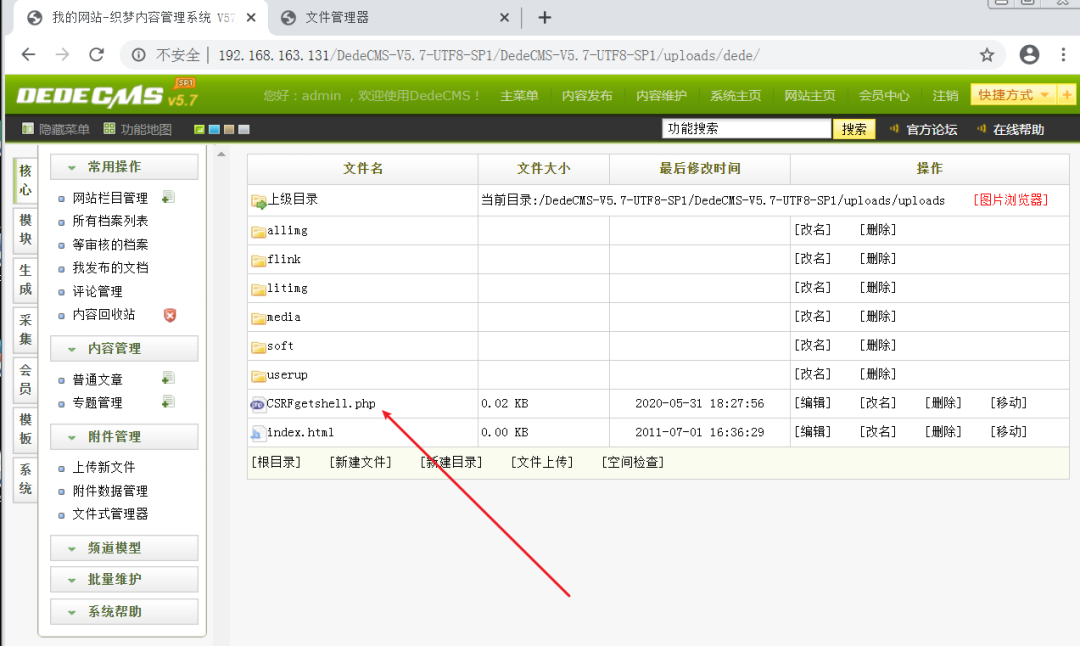 我的网站-织梦内容管理系统 V57
文件管理器
不安全 | 192.168.163.131/DedeCMS-V5.7-UTF8-SP1/DedeCMS-V5.7-UTF8-SP1/uploads/dede/
DEDECMS V5.7 SP1
您好：admin ，欢迎使用DedeCMS！ 主菜单 内容发布 内容维护 系统主页 网站主页 会员中心 注销 快捷方式 +
隐藏菜单 功能地图 功能搜索 搜索 官方论坛 在线帮助
核心
模块
生成
采集
会员
模板
系统
常用操作
网站栏目管理
所有档案列表
等审核的档案
我发布的文档
评论管理
内容回收站
内容管理
普通文章
专题管理
附件管理
上传新文件
附件数据管理
文件式管理器
频道模型
批量维护
系统帮助
文件名 文件大小 最后修改时间 操作
上级目录 当前目录:/DedeCMS-V5.7-UTF8-SP1/DedeCMS-V5.7-UTF8-SP1/uploads/uploads [图片浏览器]
allimg [改名] [删除]
flink [改名] [删除]
litimg [改名] [删除]
media [改名] [删除]
soft [改名] [删除]
userup [改名] [删除]
CSRFgetshell.php 0.02 KB 2020-05-31 18:27:56 [编辑] [改名] [删除] [移动]
index.html 0.00 KB 2011-07-01 16:36:29 [编辑] [改名] [删除] [移动]
[根目录] [新建文件] [新建目录] [文件上传] [空间检查]